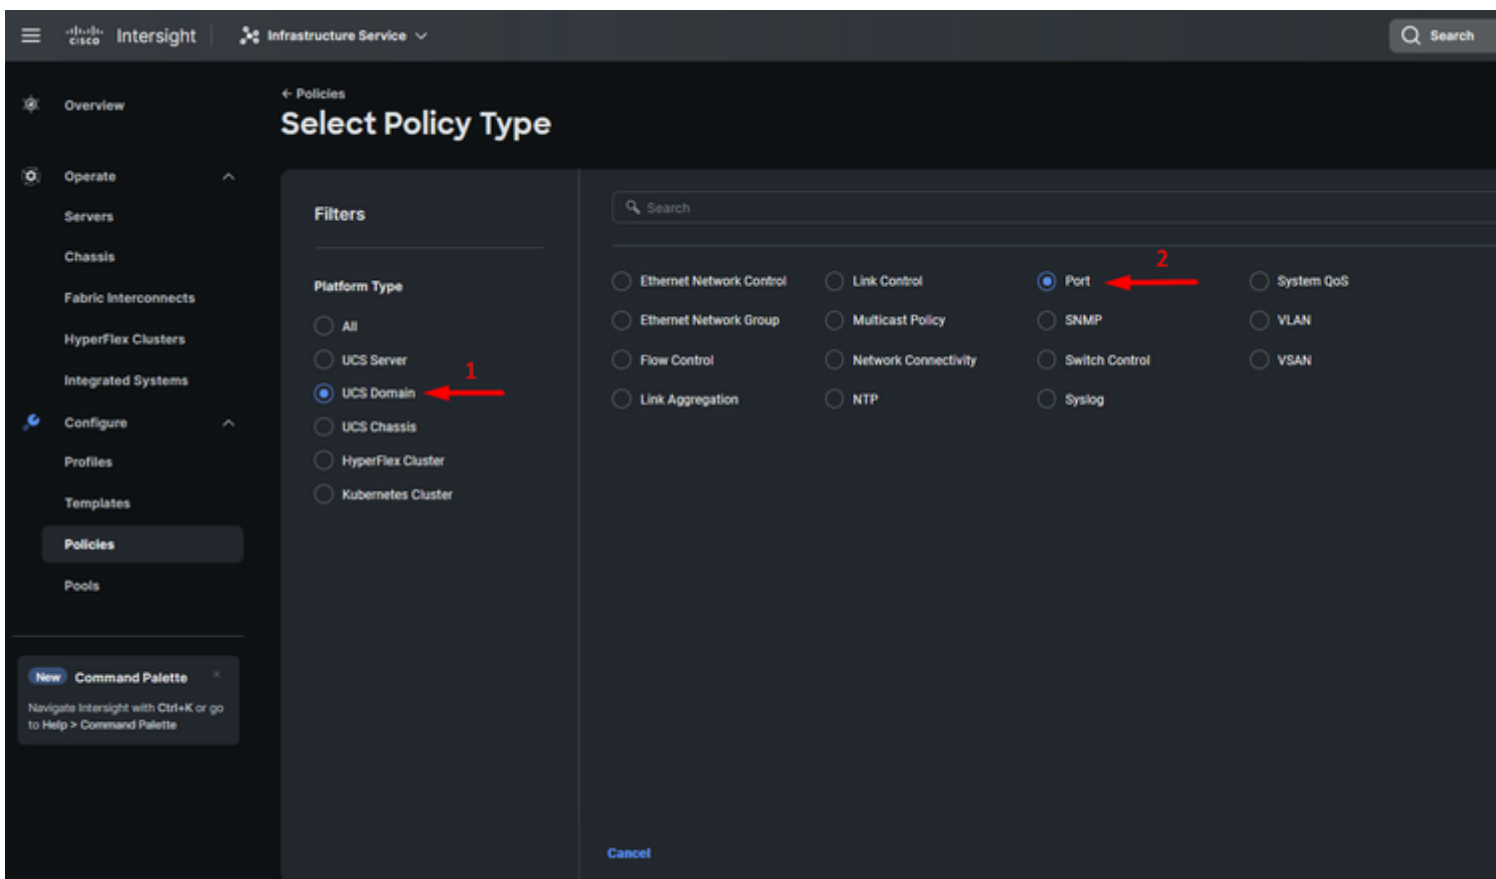 cisco Intersight Infrastructure Service Search
Overview
Operate
Servers
Chassis
Fabric Interconnects
HyperFlex Clusters
Integrated Systems
Configure
Profiles
Templates
Policies
Pools
New Command Palette ×
Navigate Intersight with Ctrl+K or go
to Help > Command Palette
← Policies
Select Policy Type
Filters
Platform Type
All
UCS Server
UCS Domain 1
UCS Chassis
HyperFlex Cluster
Kubernetes Cluster
Search
Ethernet Network Control Link Control Port 2 System QoS
Ethernet Network Group Multicast Policy SNMP VLAN
Flow Control Network Connectivity Switch Control VSAN
Link Aggregation NTP Syslog
Cancel